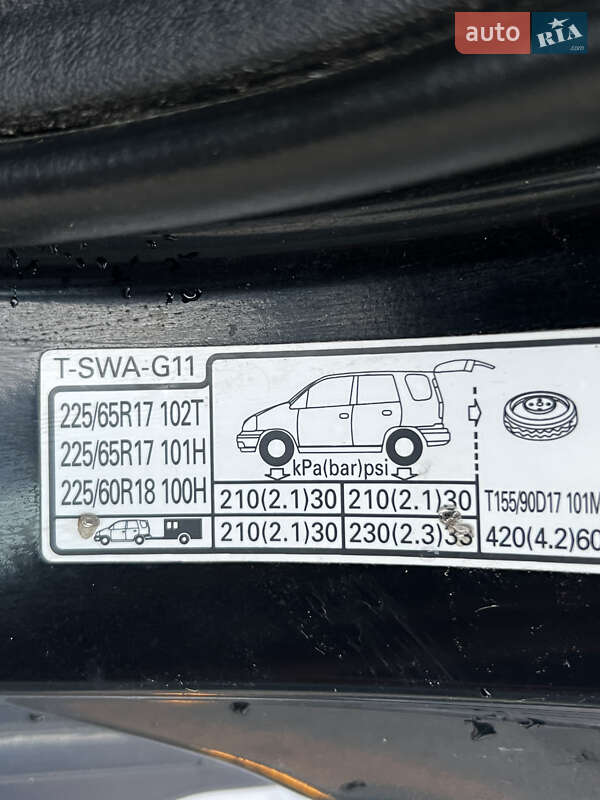 auto RIA
.com
T-SWA-G11
225/65R17 102T
225/65R17 101H
225/60R18 100H
kPa(bar)psi
210(2.1)30 210(2.1)30 T155/90D17 101M
210(2.1)30 230(2.3)33 420(4.2)60